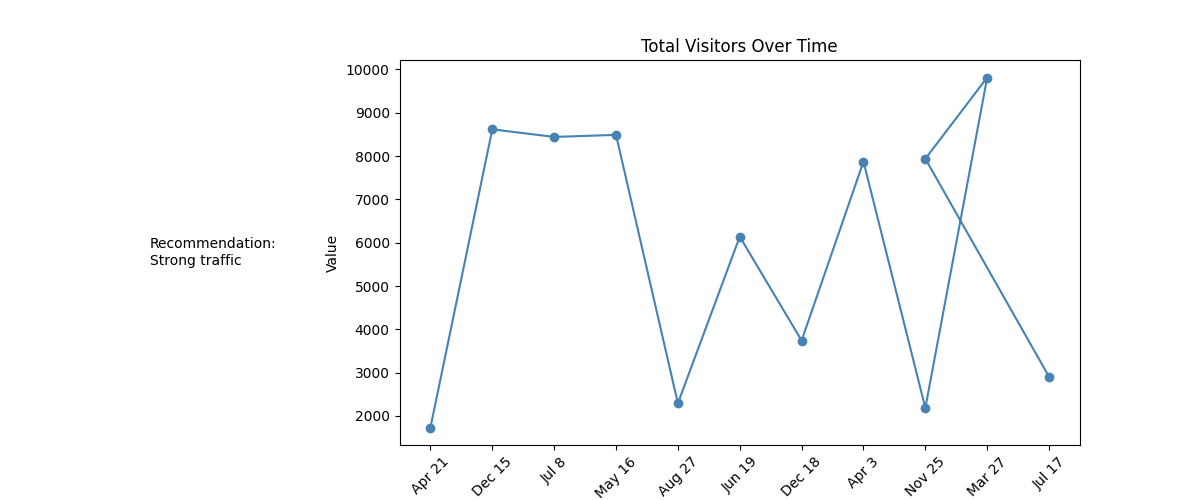 Total Visitors Over Time
Recommendation:
Strong traffic
Value
10000
9000
8000
7000
6000
5000
4000
3000
2000
Apr 21
Dec 15
Jul 8
May 16
Aug 27
Jun 19
Dec 18
Apr 3
Nov 25
Mar 27
Jul 17